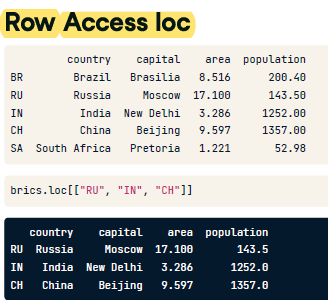 Row Access loc
country capital area population
BR Brazil Brasilia 8.516 200.40
RU Russia Moscow 17.100 143.50
IN India New Delhi 3.286 1252.00
CH China Beijing 9.597 1357.00
SA South Africa Pretoria 1.221 52.98
brics.loc[["RU", "IN", "CH"]]
country capital area population
RU Russia Moscow 17.100 143.5
IN India New Delhi 3.286 1252.0
CH China Beijing 9.597 1357.0